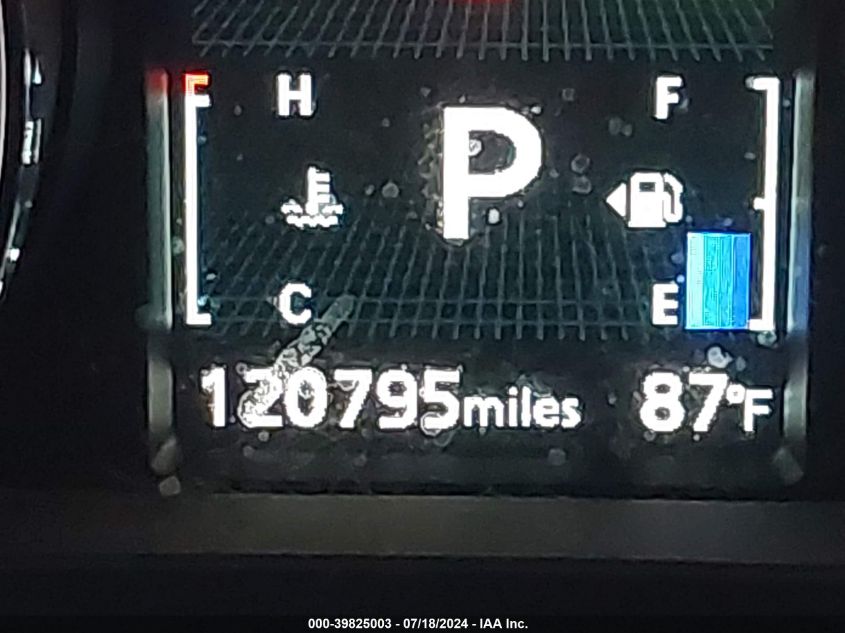 H P F
C E
120795miles 87°F
000-39825003 - 07/18/2024 - IAA Inc.